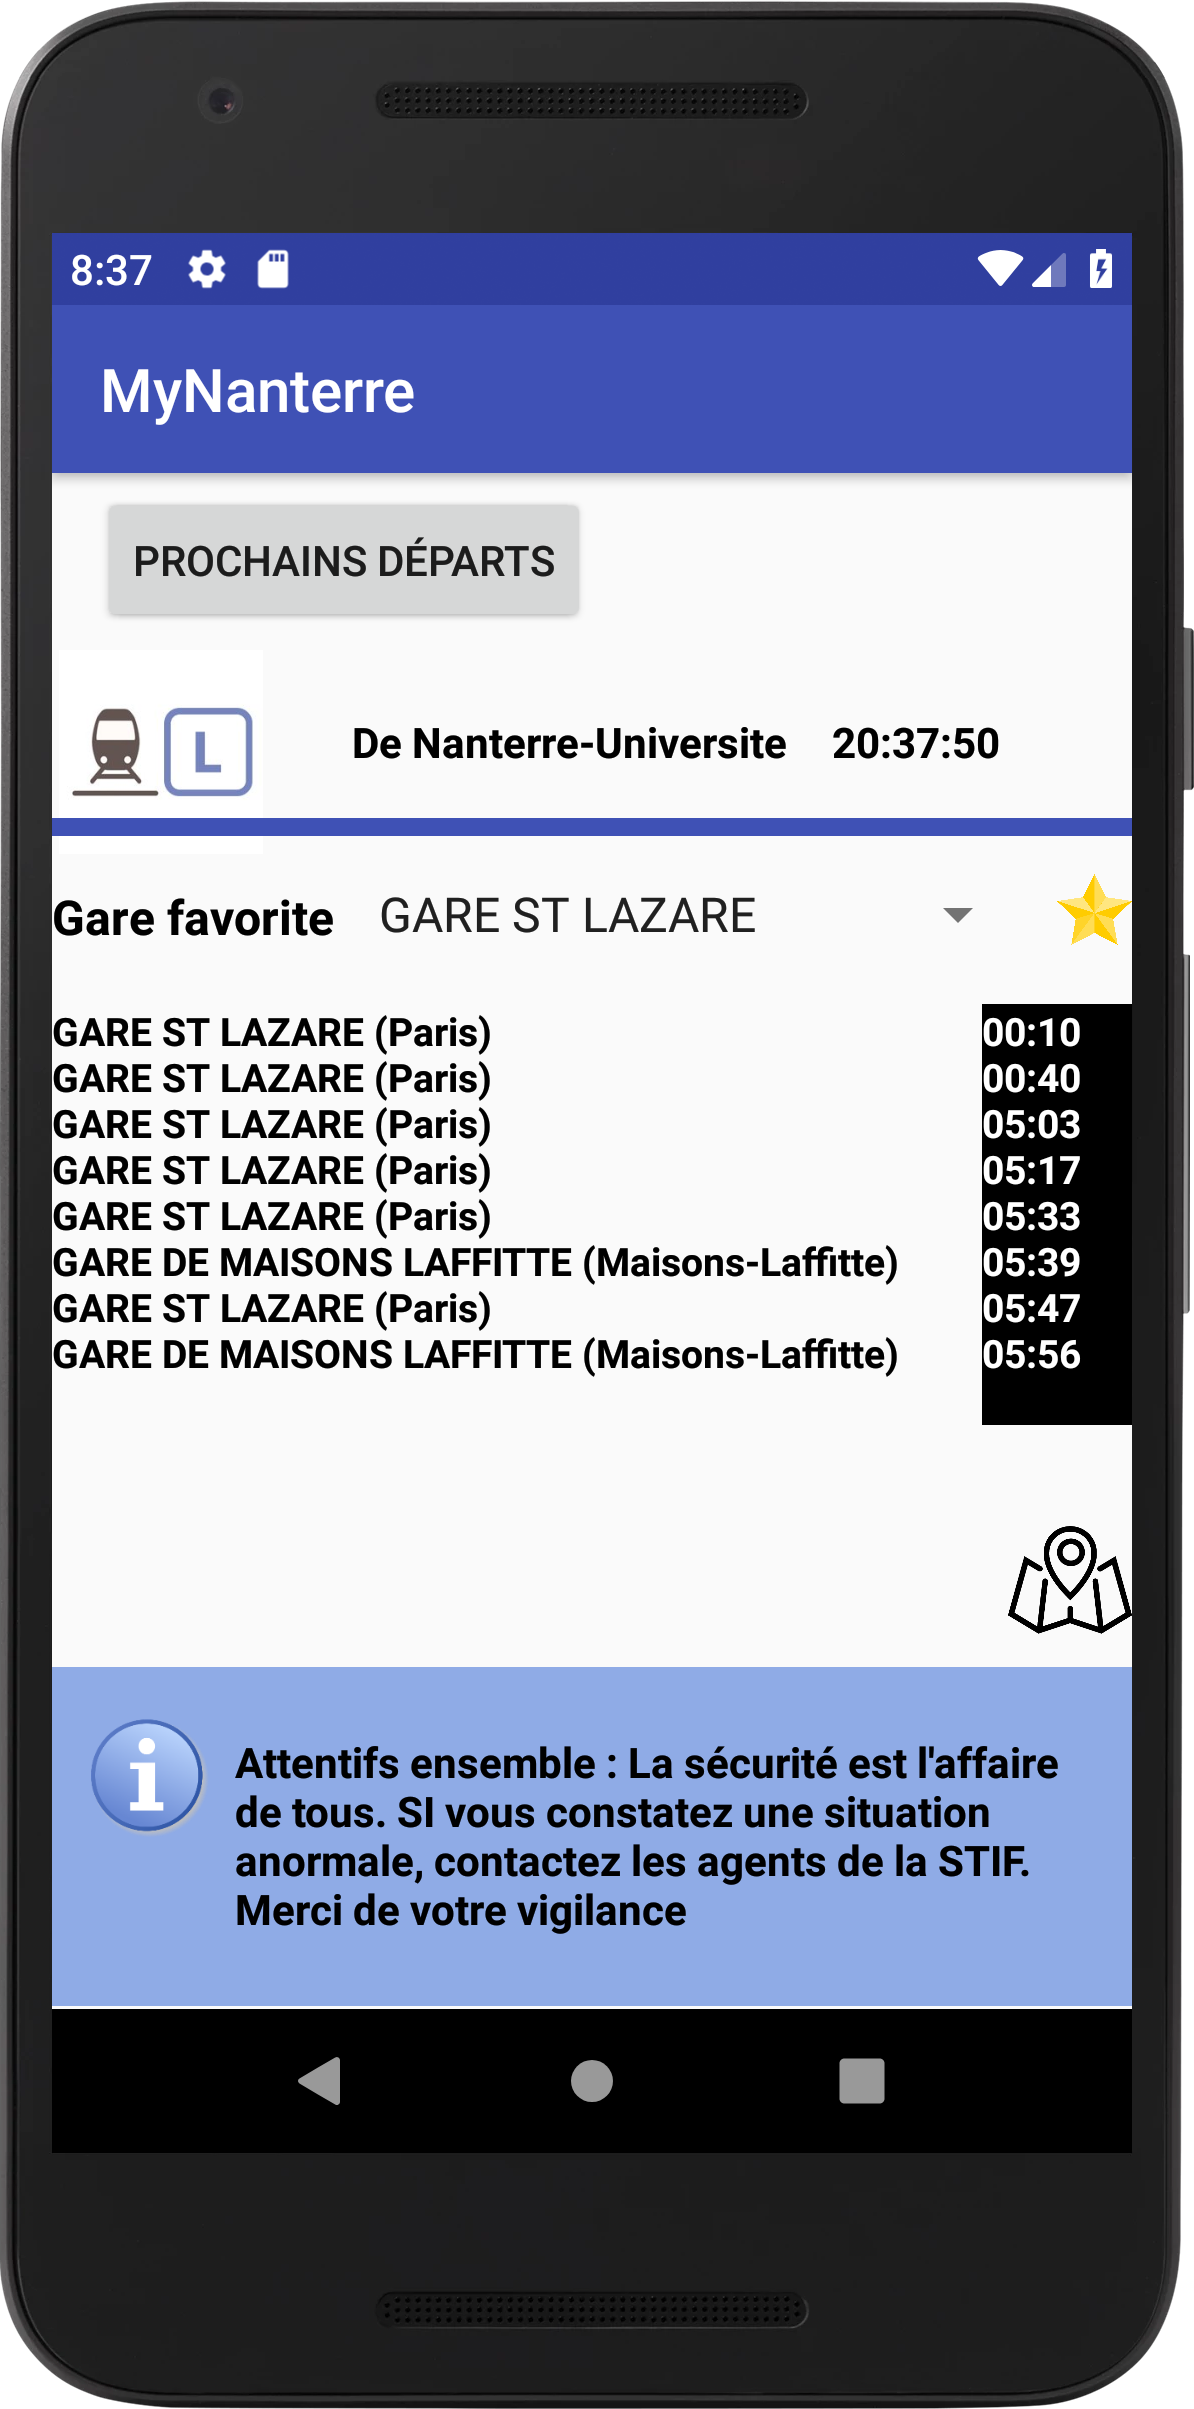 8:37
MyNanterre
PROCHAINS DÉPARTS
L
De Nanterre-Universite 20:37:50
Gare favorite GARE ST LAZARE
GARE ST LAZARE (Paris) 00:10
GARE ST LAZARE (Paris) 00:40
GARE ST LAZARE (Paris) 05:03
GARE ST LAZARE (Paris) 05:17
GARE ST LAZARE (Paris) 05:33
GARE DE MAISONS LAFFITTE (Maisons-Laffitte) 05:39
GARE ST LAZARE (Paris) 05:47
GARE DE MAISONS LAFFITTE (Maisons-Laffitte) 05:56
i
Attentifs ensemble : La sécurité est l'affaire
de tous. SI vous constatez une situation
anormale, contactez les agents de la STIF.
Merci de votre vigilance